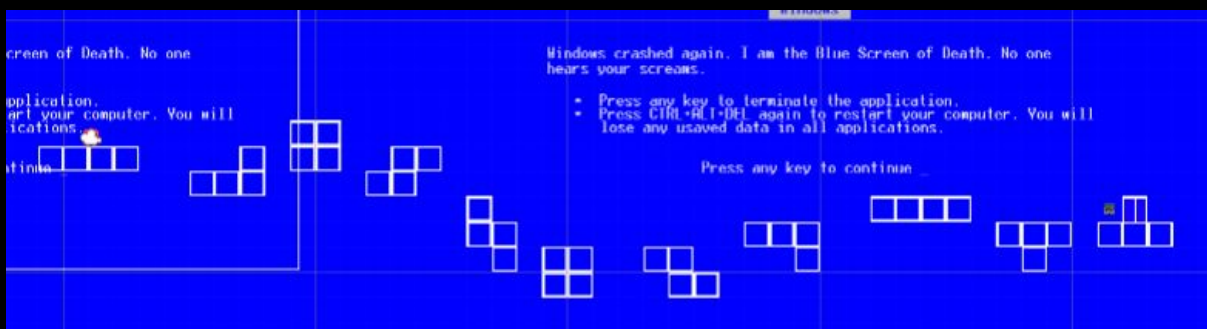 creen of Death. No one
pplication.
art your computer. You will
ications.
ntinue _
Windows
Windows crashed again. I am the Blue Screen of Death. No one
hears your screams.
* Press any key to terminate the application.
* Press CTRL+ALT+DEL again to restart your computer. You will
lose any usaved data in all applications.
Press any key to continue _